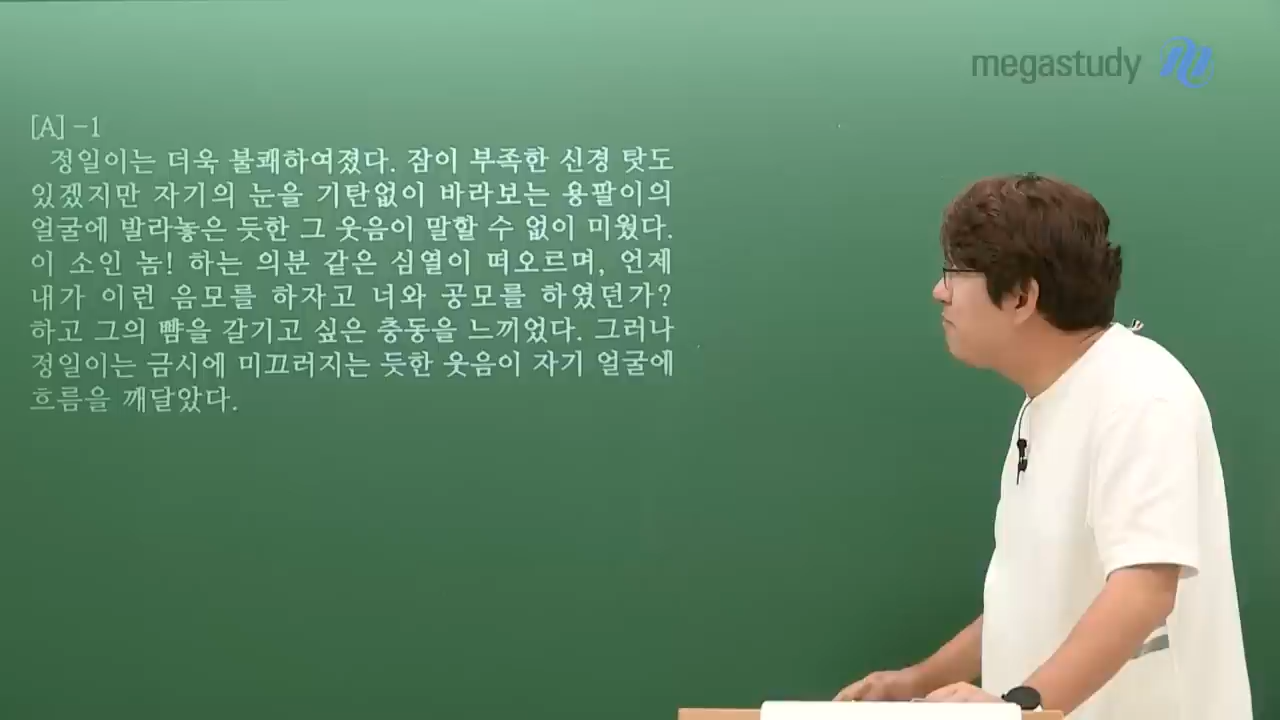 megastudy
[A]-1
정일이는 더욱 불쾌하여졌다. 잠이 부족한 신경 탓도
있겠지만 자기의 눈을 기탄없이 바라보는 용팔이의
얼굴에 발라놓은 듯한 그 웃음이 말할 수 없이 미웠다.
이 소인 놈! 하는 의분 같은 심열이 떠오르며, 언제
내가 이런 음모를 하자고 너와 공모를 하였던가?
하고 그의 뺨을 갈기고 싶은 충동을 느끼었다. 그러나
정일이는 금시에 미끄러지는 듯한 웃음이 자기 얼굴에
흐름을 깨달았다.